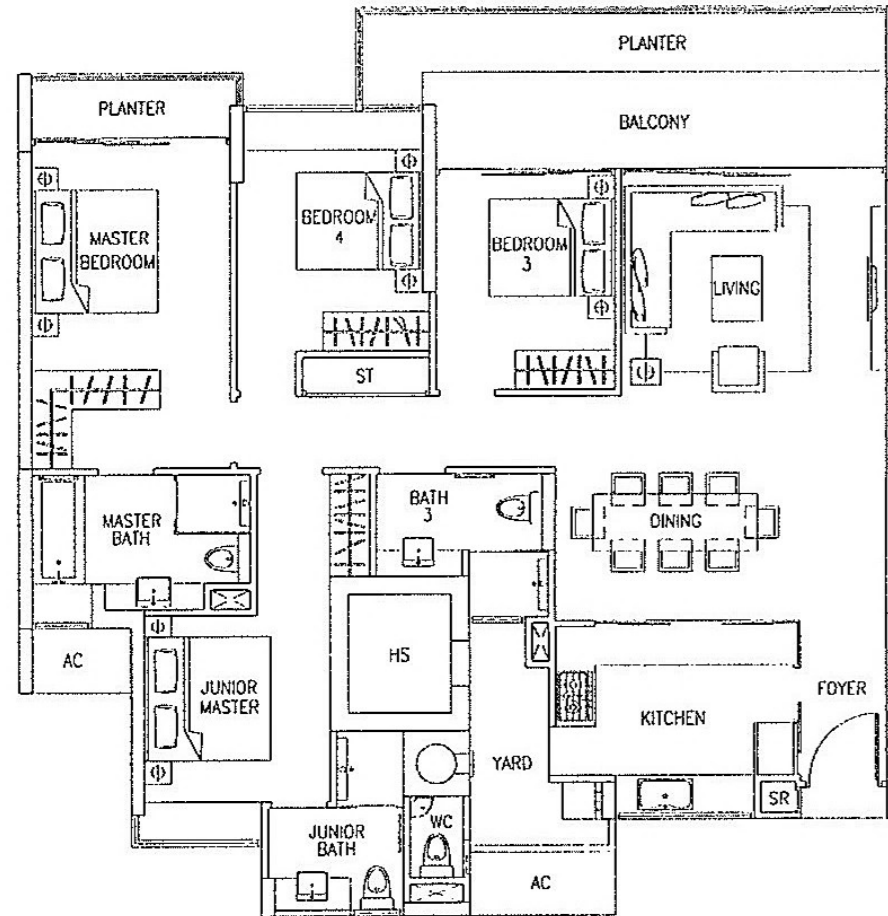 PLANTER
PLANTER
BALCONY
MASTER
BEDROOM
BEDROOM
4
BEDROOM
3
LIVING
ST
MASTER
BATH
BATH
3
DINING
AC
JUNIOR
MASTER
HS
YARD
KITCHEN
FOYER
SR
JUNIOR
BATH
WC
AC